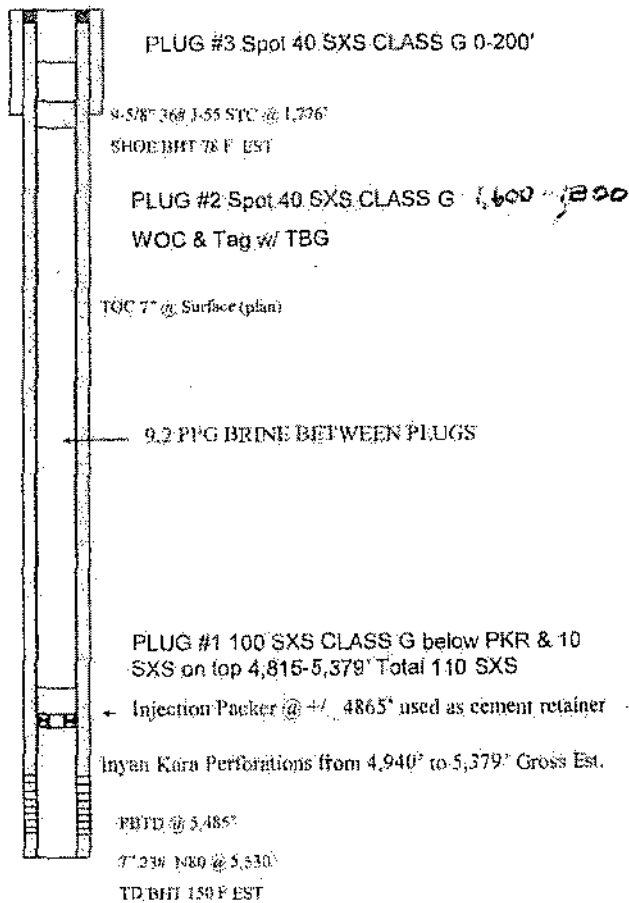 PLUG #3 Spot 40 SXS CLASS G 0-200'
9-5/8" 36# J-55 STC @ 1,776'
SHOE BHT 78 F EST
PLUG #2 Spot 40 SXS CLASS G 1,600 - 1,800
WOC & Tag w/ TBG
TOC 7" @ Surface (plan)
9.2 PPG BRINE BETWEEN PLUGS
PLUG #1 100 SXS CLASS G below PKR & 10
SXS on top 4,815-5,379' Total 110 SXS
Injection Packer @ +/- 4865' used as cement retainer
Inyan Kara Perforations from 4,940' to 5,379' Gross Est.
PBTD @ 5,485'
7" 23# N80 @ 5,530'
TD BHT 150 F EST